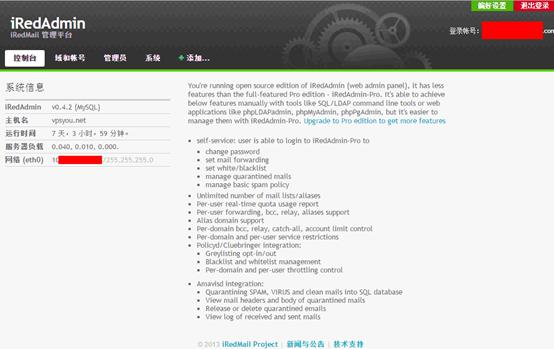 偏好设置 退出登录
iRedAdmin
iRedMail 管理平台
登录帐号: .com
控制台 域和帐号 管理员 系统 添加...
系统信息
iRedAdmin v0.4.2 (MySQL)
主机名 vpsyou.net
运行时间 7 天, 3 小时, 59 分钟。
服务器负载 0.040, 0.010, 0.000.
网络 (eth0) 10 /255.255.255.0
You're running open source edition of iRedAdmin (web admin panel), it has less
features than the full-featured Pro edition - iRedAdmin-Pro. It's able to achieve
below features manually with tools like SQL/LDAP command line tools or web
applications like phpLDAPadmin, phpMyAdmin, phpPgAdmin, but it's easier to
manage them with iRedAdmin-Pro. Upgrade to Pro edition to get more features
self-service: user is able to login to iRedAdmin-Pro to
change password
set mail forwarding
set white/blacklist
manage quarantined mails
manage basic spam policy
Unlimited number of mail lists/aliases
Per-user real-time quota usage report
Per-user forwarding, bcc, relay, aliases support
Alias domain support
Per-domain bcc, relay, catch-all, account limit control
Per-domain and per-user service restrictions
Policyd/Cluebringer integration:
Greylisting opt-in/out
Blacklist and whitelist management
Per-domain and per-user throttling control
Amavisd integration:
Quarantining SPAM, VIRUS and clean mails into SQL database
View mail headers and body of quarantined mails
Release or delete quarantined emails
View log of received and sent mails
© 2013 iRedMail Project | 新闻与公告 | 技术支持